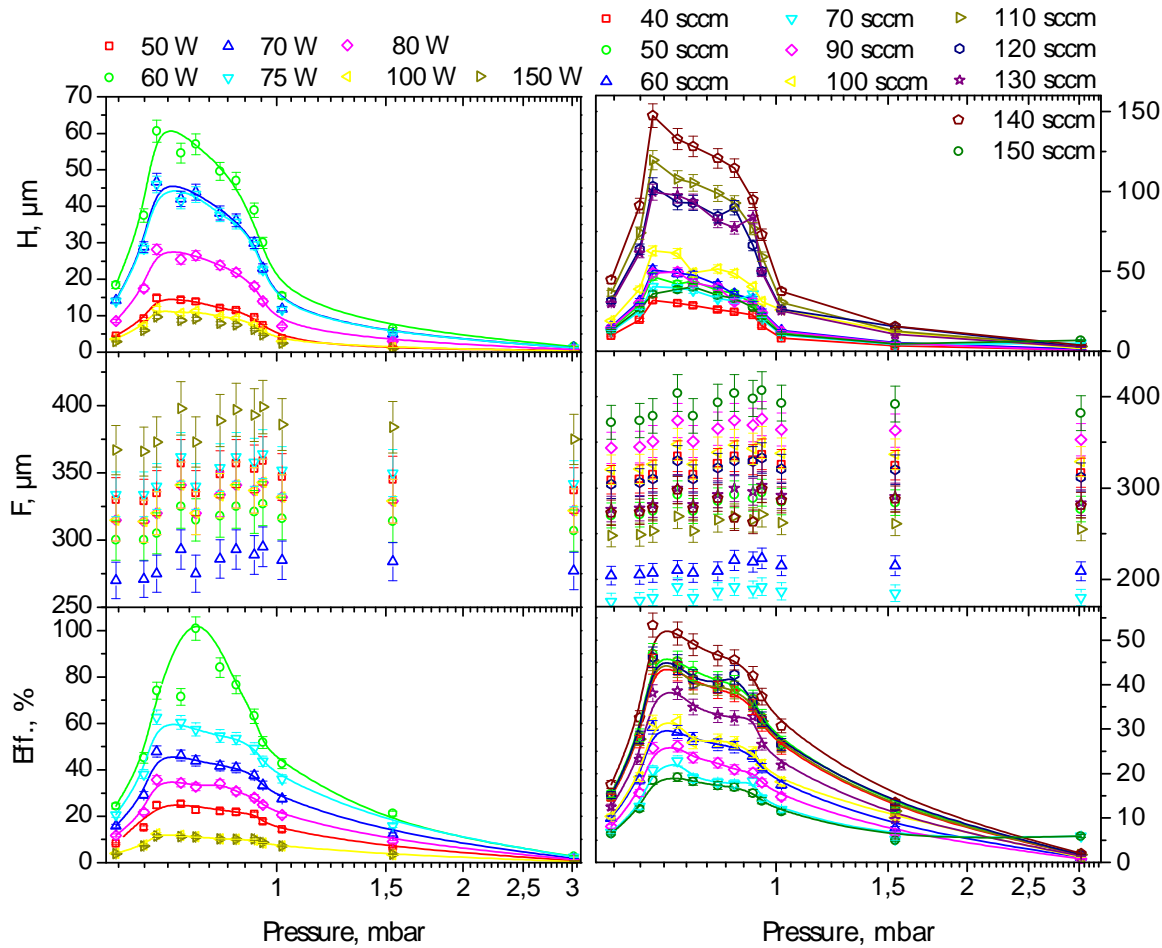 50 W 70 W 80 W
60 W 75 W 100 W 150 W
40 sccm 70 sccm 110 sccm
50 sccm 90 sccm 120 sccm
60 sccm 100 sccm 130 sccm
140 sccm
150 sccm
H, µm
70
60
50
40
30
20
10
0
150
100
50
0
F, µm
400
350
300
250
400
300
200
Eff., %
100
80
60
40
20
0
50
40
30
20
10
0
1 1,5 2 2,5 3
1 1,5 2 2,5 3
Pressure, mbar
Pressure, mbar